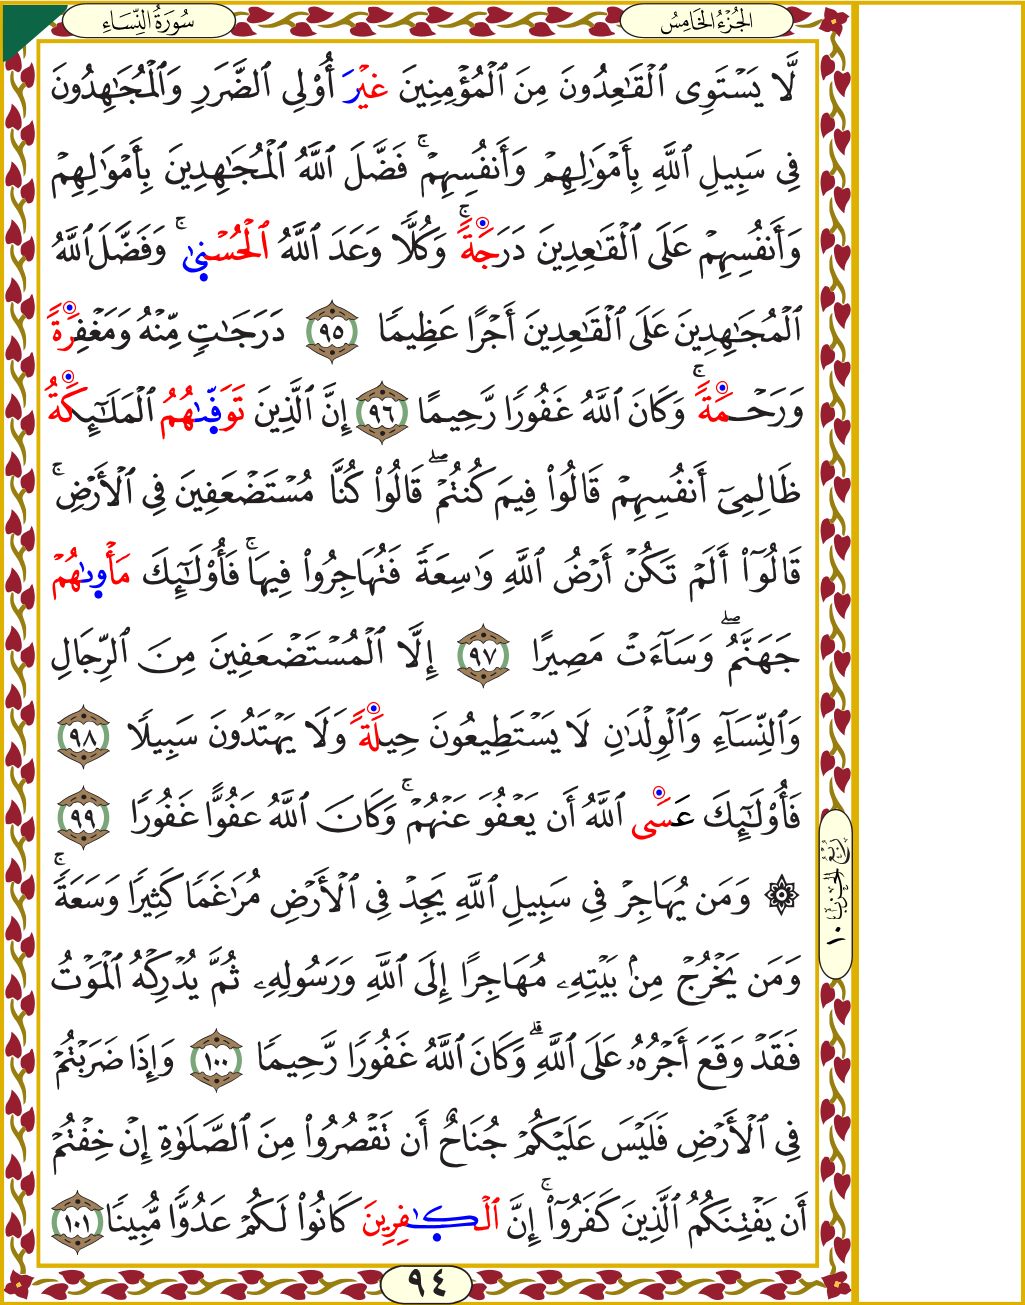 سُورَةُ النِّسَاءِ
الجُزْءُ الخَامِسُ
لَّا يَسْتَوِى ٱلْقَٰعِدُونَ مِنَ ٱلْمُؤْمِنِينَ غَيْرَ أُوْلِى ٱلضَّرَرِ وَٱلْمُجَٰهِدُونَ
فِى سَبِيلِ ٱللَّهِ بِأَمْوَٰلِهِمْ وَأَنفُسِهِمْ ۚ فَضَّلَ ٱللَّهُ ٱلْمُجَٰهِدِينَ بِأَمْوَٰلِهِمْ
وَأَنفُسِهِمْ عَلَى ٱلْقَٰعِدِينَ دَرَجَةً ۚ وَكُلًّا وَعَدَ ٱللَّهُ ٱلْحُسْنىٰ ۚ وَفَضَّلَ ٱللَّهُ
ٱلْمُجَٰهِدِينَ عَلَى ٱلْقَٰعِدِينَ أَجْرًا عَظِيمًا ٩٥ دَرَجَٰتٍ مِّنْهُ وَمَغْفِرَةً
وَرَحْمَةً ۚ وَكَانَ ٱللَّهُ غَفُورًا رَّحِيمًا ٩٦ إِنَّ ٱلَّذِينَ تَوَفَّىٰهُمُ ٱلْمَلَٰٓئِكَةُ
ظَالِمِىٓ أَنفُسِهِمْ قَالُوا۟ فِيمَ كُنتُمْ ۖ قَالُوا۟ كُنَّا مُسْتَضْعَفِينَ فِى ٱلْأَرْضِ ۚ
قَالُوٓا۟ أَلَمْ تَكُنْ أَرْضُ ٱللَّهِ وَٰسِعَةً فَتُهَاجِرُوا۟ فِيهَا ۚ فَأُو۟لَٰٓئِكَ مَأْوىٰهُمْ
جَهَنَّمُ ۖ وَسَآءَتْ مَصِيرًا ٩٧ إِلَّا ٱلْمُسْتَضْعَفِينَ مِنَ ٱلرِّجَالِ
وَٱلنِّسَآءِ وَٱلْوِلْدَٰنِ لَا يَسْتَطِيعُونَ حِيلَةً وَلَا يَهْتَدُونَ سَبِيلًا ٩٨
فَأُو۟لَٰٓئِكَ عَسَى ٱللَّهُ أَن يَعْفُوَ عَنْهُمْ ۚ وَكَانَ ٱللَّهُ عَفُوًّا غَفُورًا ٩٩
۞ وَمَن يُهَاجِرْ فِى سَبِيلِ ٱللَّهِ يَجِدْ فِى ٱلْأَرْضِ مُرَٰغَمًا كَثِيرًا وَسَعَةً ۚ
وَمَن يَخْرُجْ مِنۢ بَيْتِهِۦ مُهَاجِرًا إِلَى ٱللَّهِ وَرَسُولِهِۦ ثُمَّ يُدْرِكْهُ ٱلْمَوْتُ
فَقَدْ وَقَعَ أَجْرُهُۥ عَلَى ٱللَّهِ ۗ وَكَانَ ٱللَّهُ غَفُورًا رَّحِيمًا ١٠٠ وَإِذَا ضَرَبْتُمْ
فِى ٱلْأَرْضِ فَلَيْسَ عَلَيْكُمْ جُنَاحٌ أَن تَقْصُرُوا۟ مِنَ ٱلصَّلَوٰةِ إِنْ خِفْتُمْ
أَن يَفْتِنَكُمُ ٱلَّذِينَ كَفَرُوٓا۟ ۚ إِنَّ ٱلْكَٰفِرِينَ كَانُوا۟ لَكُمْ عَدُوًّا مُّبِينًا ١٠١
رُبْعُ الحِزْبِ ١٠
٩٤